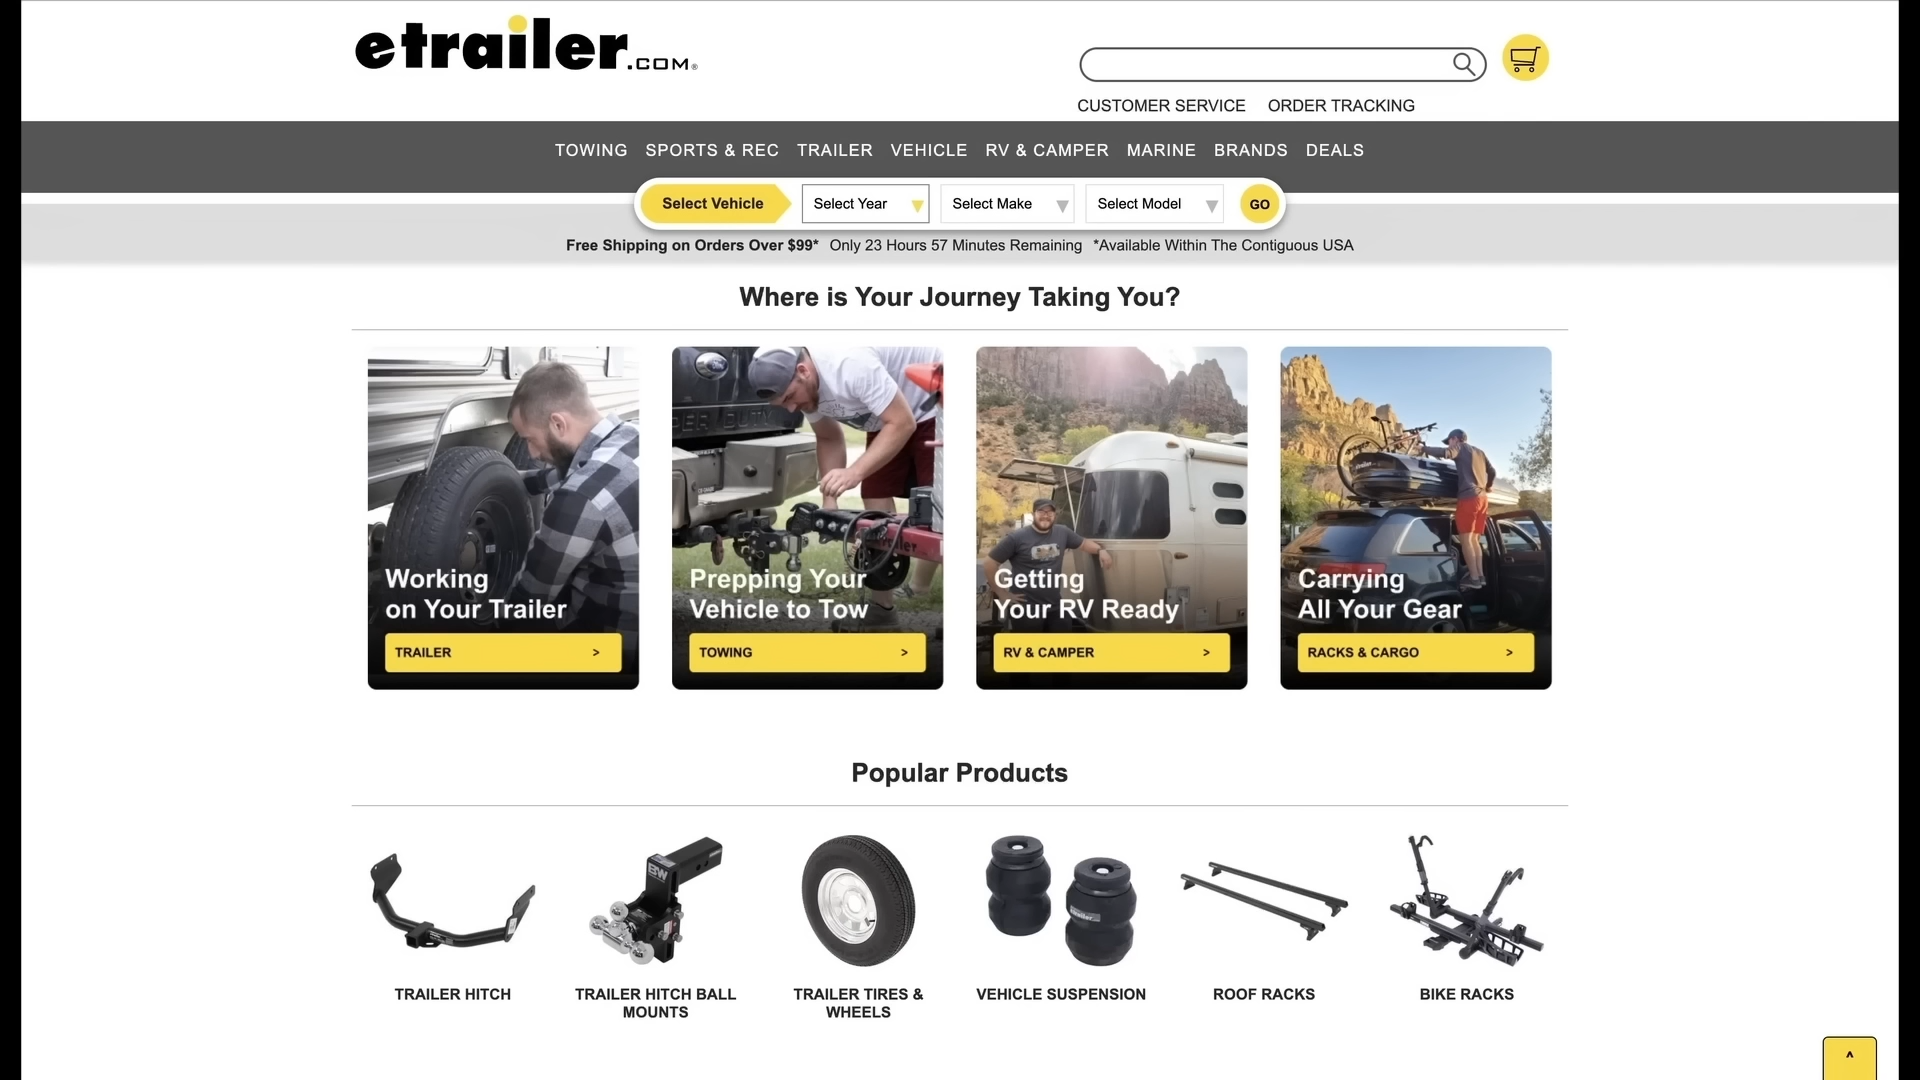 etrailer.COM®
CUSTOMER SERVICE ORDER TRACKING
TOWING SPORTS & REC TRAILER VEHICLE RV & CAMPER MARINE BRANDS DEALS
Select Vehicle Select Year Select Make Select Model GO
Free Shipping on Orders Over $99* Only 23 Hours 57 Minutes Remaining *Available Within The Contiguous USA
Where is Your Journey Taking You?
Working
on Your Trailer
TRAILER >
Prepping Your
Vehicle to Tow
TOWING >
Getting
Your RV Ready
RV & CAMPER >
Carrying
All Your Gear
RACKS & CARGO >
Popular Products
BW
etrailer
TRAILER HITCH
TRAILER HITCH BALL
MOUNTS
TRAILER TIRES &
WHEELS
VEHICLE SUSPENSION
ROOF RACKS
BIKE RACKS
^